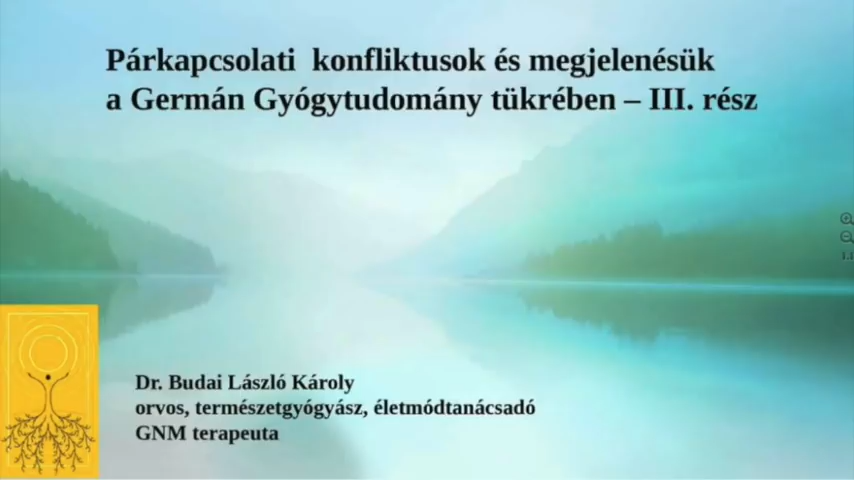 Párkapcsolati konfliktusok és megjelenésük
a Germán Gyógytudomány tükrében – III. rész
Dr. Budai László Károly
orvos, természetgyógyász, életmódtanácsadó
GNM terapeuta